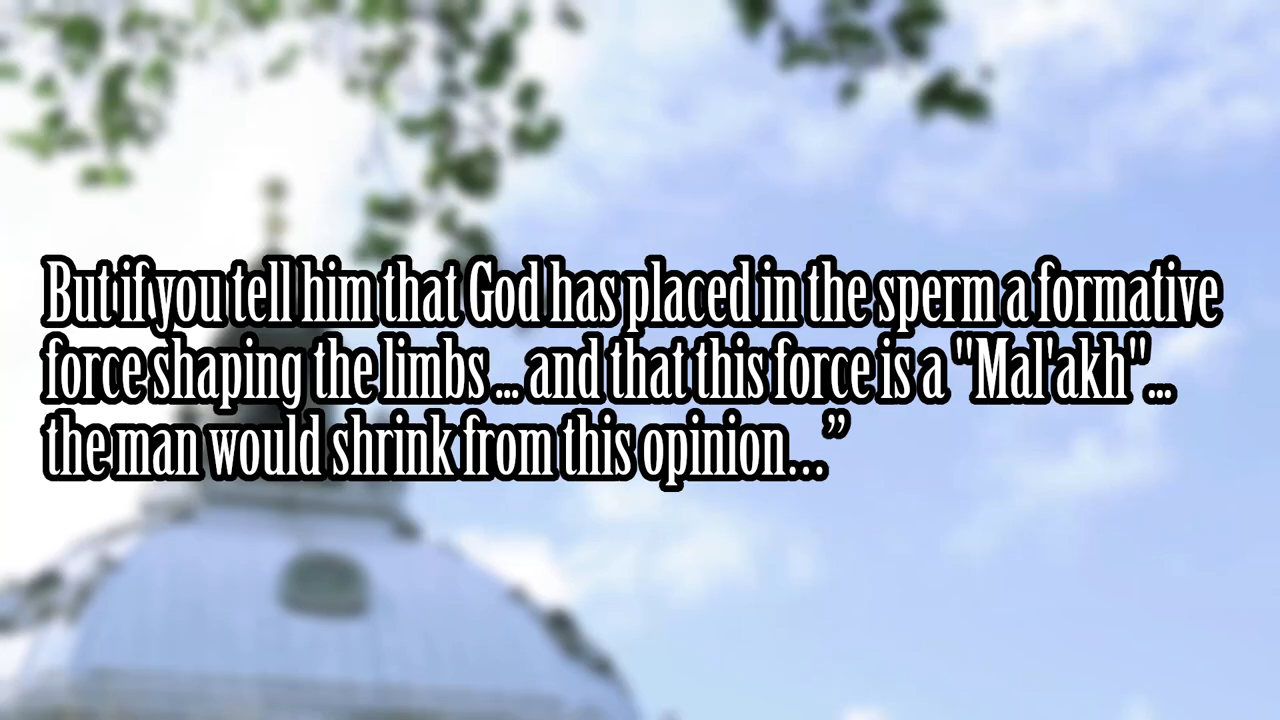 But if you tell him that God has placed in the sperm a formative
force shaping the limbs ... and that this force is a "Mal'akh"...
the man would shrink from this opinion...”